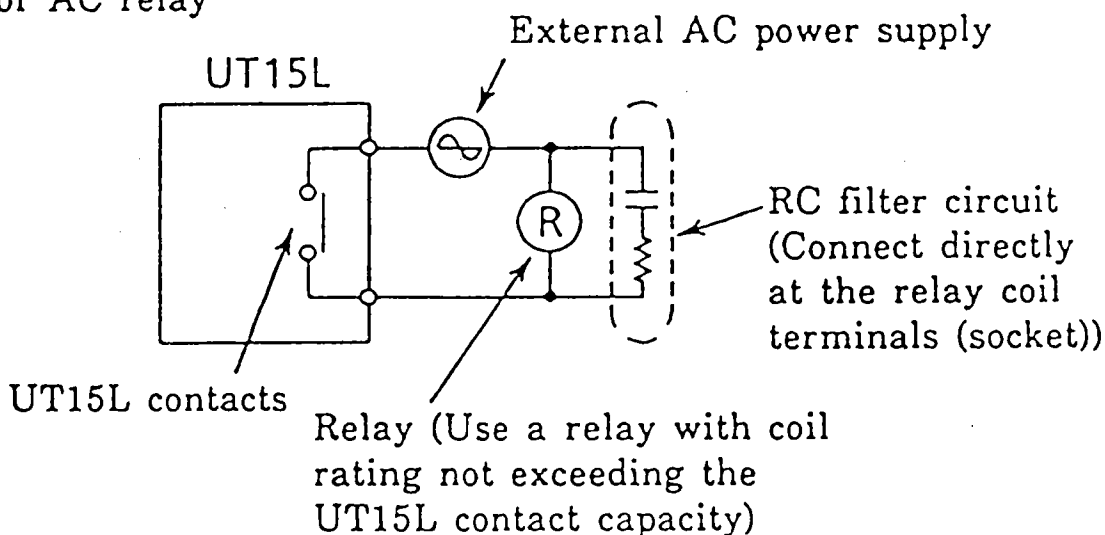 or AC relay
External AC power supply
UT15L
R
RC filter circuit
(Connect directly
at the relay coil
terminals (socket))
UT15L contacts
Relay (Use a relay with coil
rating not exceeding the
UT15L contact capacity)